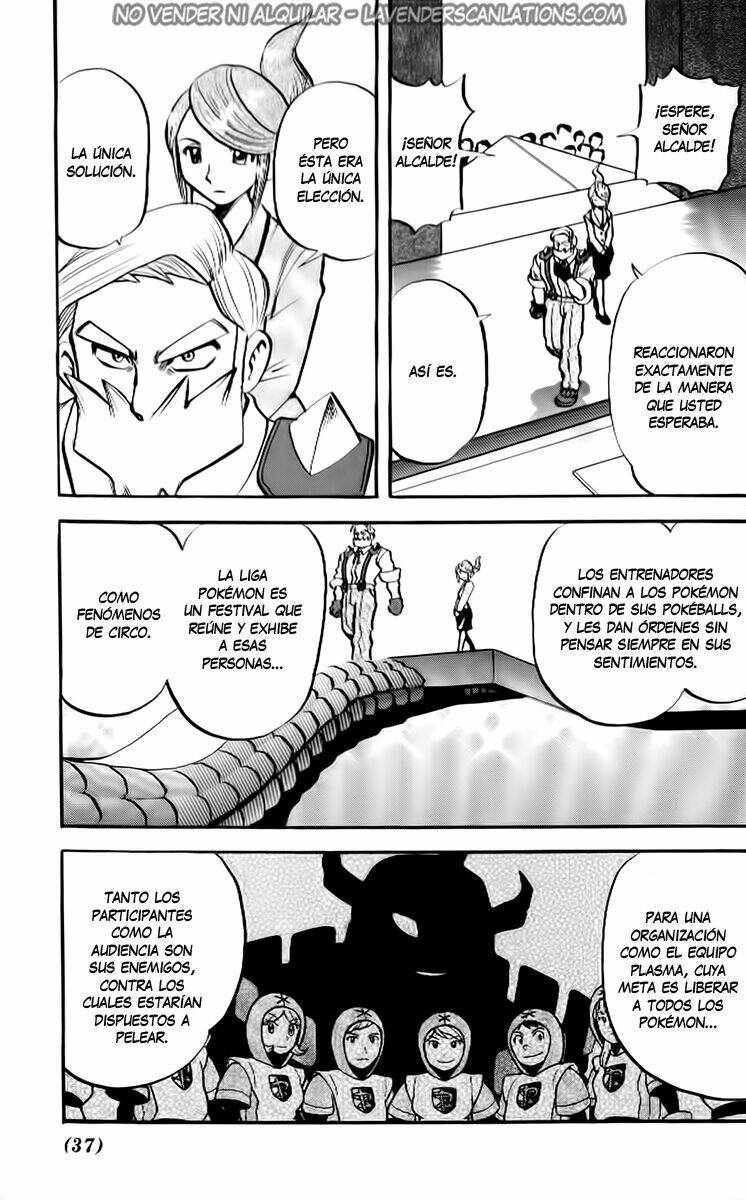 NO VENDER NI ALQUILAR - LAVENDERSCANLATIONS.COM
¡ESPERE,
SEÑOR
ALCALDE!
¡SEÑOR
ALCALDE!
REACCIONARON
EXACTAMENTE
DE LA MANERA
QUE USTED
ESPERABA.
ASÍ ES.
PERO
ÉSTA ERA
LA ÚNICA
ELECCIÓN.
LA ÚNICA
SOLUCIÓN.
LOS ENTRENADORES
CONFINAN A LOS POKÉMON
DENTRO DE SUS POKÉBALLS,
Y LES DAN ÓRDENES SIN
PENSAR SIEMPRE EN SUS
SENTIMIENTOS.
LA LIGA
POKÉMON ES
UN FESTIVAL QUE
REÚNE Y EXHIBE
A ESAS
PERSONAS...
COMO
FENÓMENOS
DE CIRCO.
PARA UNA
ORGANIZACIÓN
COMO EL EQUIPO
PLASMA, CUYA
META ES LIBERAR
A TODOS LOS
POKÉMON...
TANTO LOS
PARTICIPANTES
COMO LA
AUDIENCIA SON
SUS ENEMIGOS,
CONTRA LOS
CUALES ESTARÍAN
DISPUESTOS A
PELEAR.
(37)